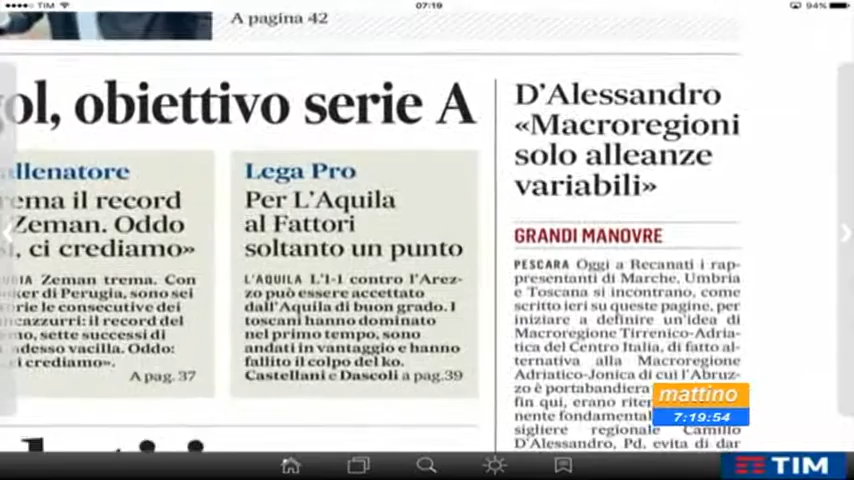 TIM
07:19
94%
A pagina 42
ol, obiettivo serie A
allenatore
ema il record
Zeman. Oddo
, ci crediamo»
Zeman trema. Con
ker di Perugia, sono sei
rie le consecutive dei
ncazzurri: il record del
mo, sette successi di
adesso vacilla. Oddo:
ci crediamo».
A pag. 37
Lega Pro
Per L'Aquila
al Fattori
soltanto un punto
L'AQUILA L'1-1 contro l'Arez-
zo può essere accettato
dall'Aquila di buon grado. I
toscani hanno dominato
nel primo tempo, sono
andati in vantaggio e hanno
fallito il colpo del ko.
Castellani e Dascoli a pag.39
D'Alessandro
«Macroregioni
solo alleanze
variabili»
GRANDI MANOVRE
PESCARA Oggi a Recanati i rap-
presentanti di Marche, Umbria
e Toscana si incontrano, come
scritto ieri su queste pagine, per
iniziare a definire un'idea di
Macroregione Tirrenico-Adria-
tica del Centro Italia, di fatto al-
ternativa alla Macroregione
Adriatico-Jonica di cui l'Abruz-
zo è portabandiera
fin qui, erano riter
nente fondamental
sigliere regionale Camillo
D'Alessandro, Pd, evita di dar
mattino
7:19:54
TIM